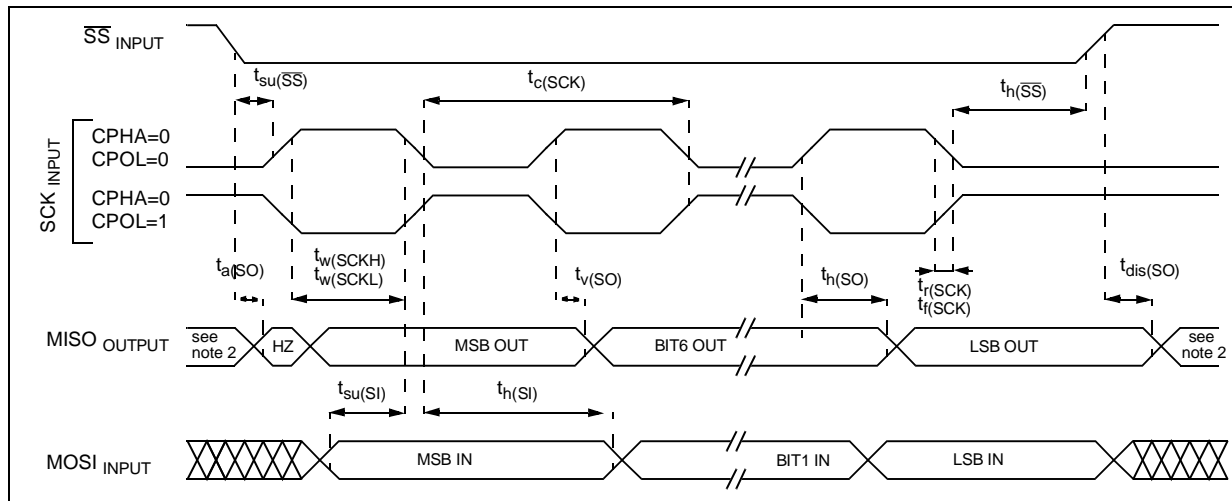 SS INPUT
tsu(SS)
tc(SCK)
th(SS)
SCK INPUT
CPHA=0
CPOL=0
CPHA=0
CPOL=1
ta(SO)
tw(SCKH)
tw(SCKL)
tv(SO)
th(SO)
tr(SCK)
tf(SCK)
tdis(SO)
MISO OUTPUT
see
note 2
HZ
MSB OUT
BIT6 OUT
LSB OUT
see
note 2
tsu(SI)
th(SI)
MOSI INPUT
MSB IN
BIT1 IN
LSB IN